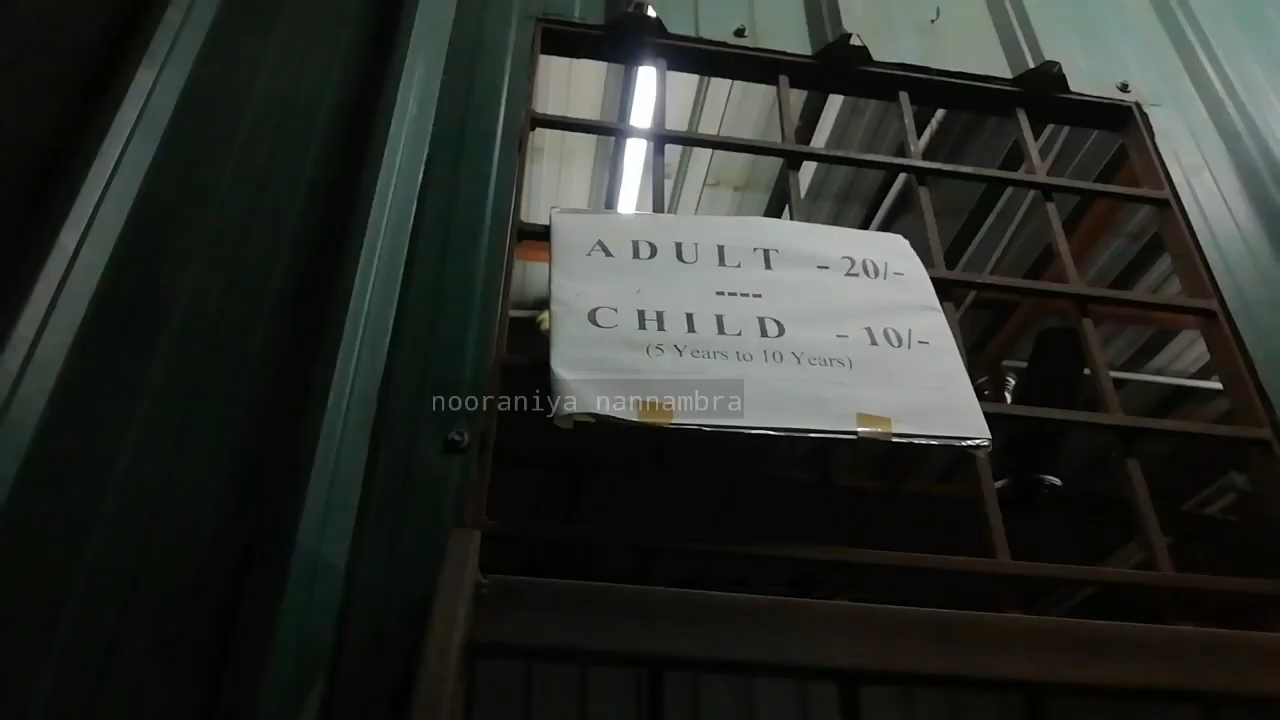 ADULT - 20/-
----
CHILD - 10/-
(5 Years to 10 Years)
nooraniya nannambra